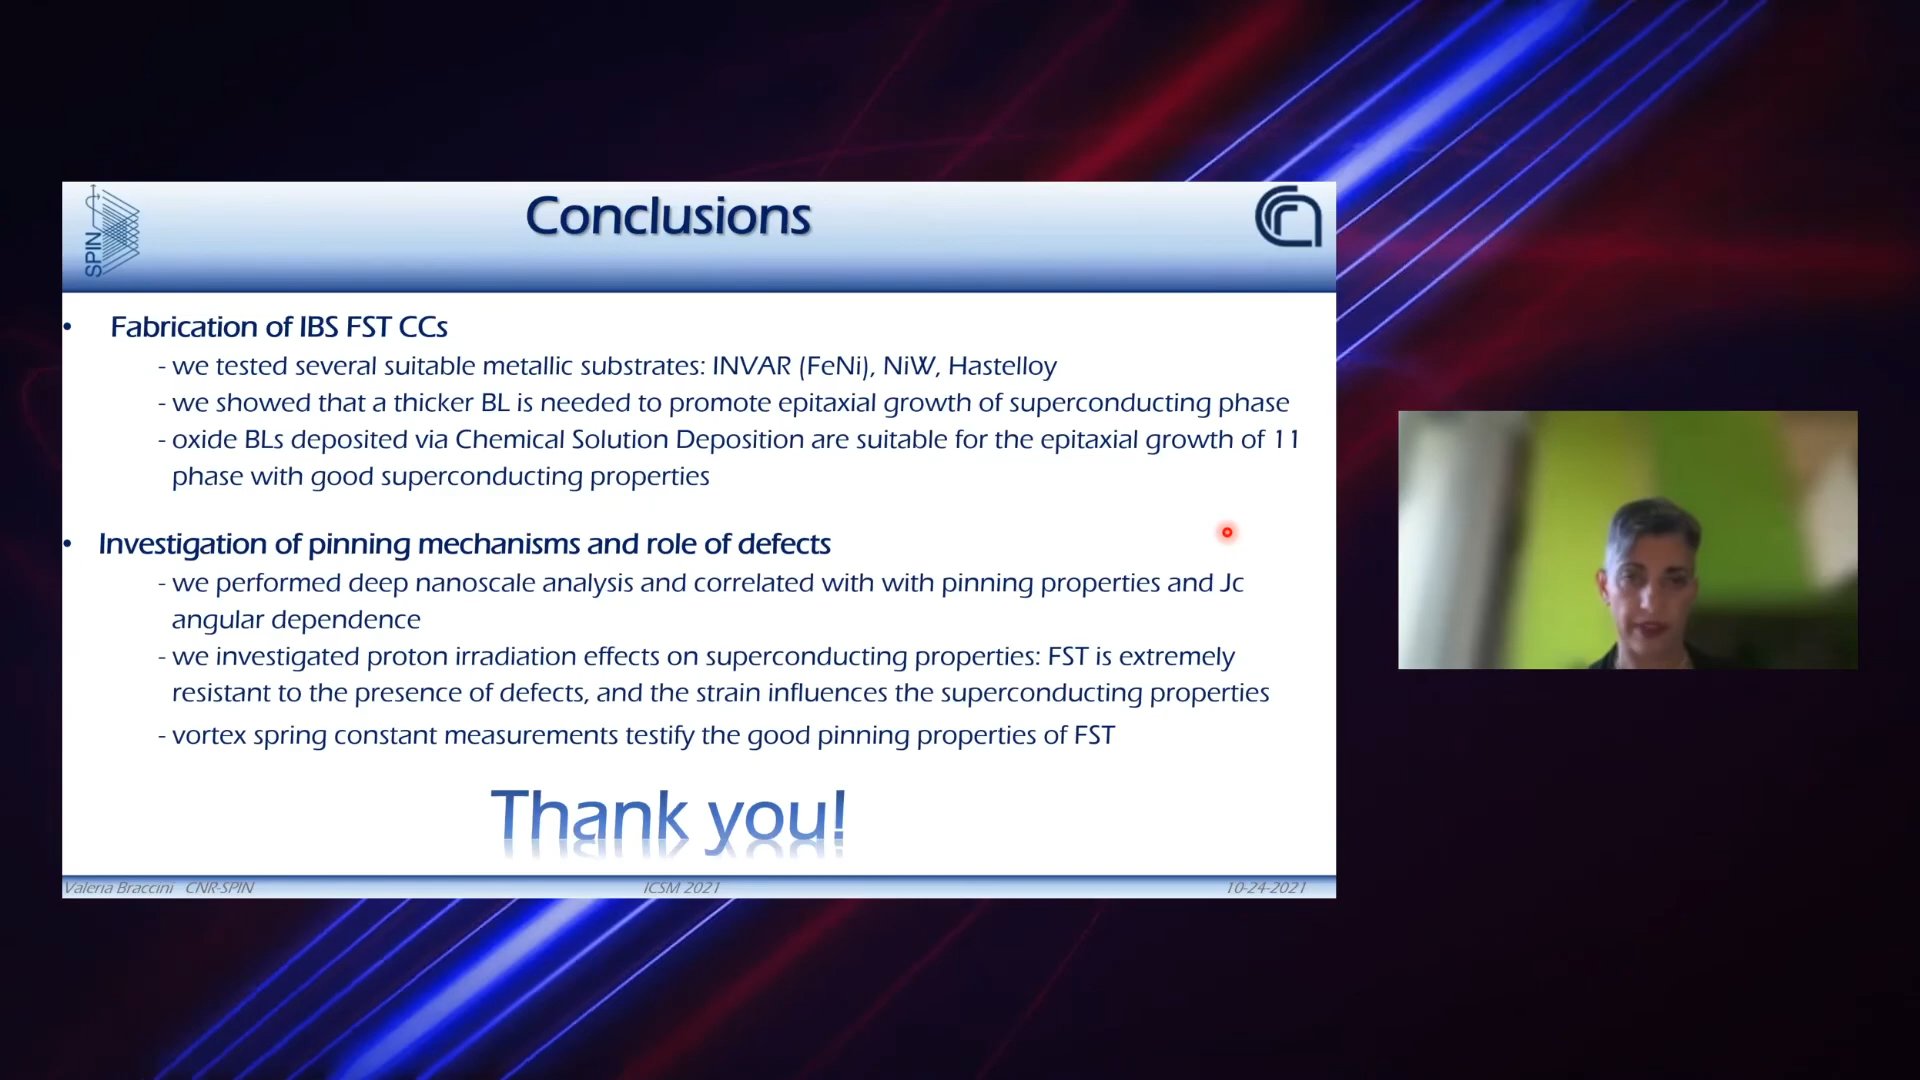 SPIN
Conclusions
• Fabrication of IBS FST CCs
- we tested several suitable metallic substrates: INVAR (FeNi), NiW, Hastelloy
- we showed that a thicker BL is needed to promote epitaxial growth of superconducting phase
- oxide BLs deposited via Chemical Solution Deposition are suitable for the epitaxial growth of 11
phase with good superconducting properties
• Investigation of pinning mechanisms and role of defects
- we performed deep nanoscale analysis and correlated with with pinning properties and Jc
angular dependence
- we investigated proton irradiation effects on superconducting properties: FST is extremely
resistant to the presence of defects, and the strain influences the superconducting properties
- vortex spring constant measurements testify the good pinning properties of FST
Thank you!
Valeria Braccini CNR-SPIN ICSM 2021 10-24-2021